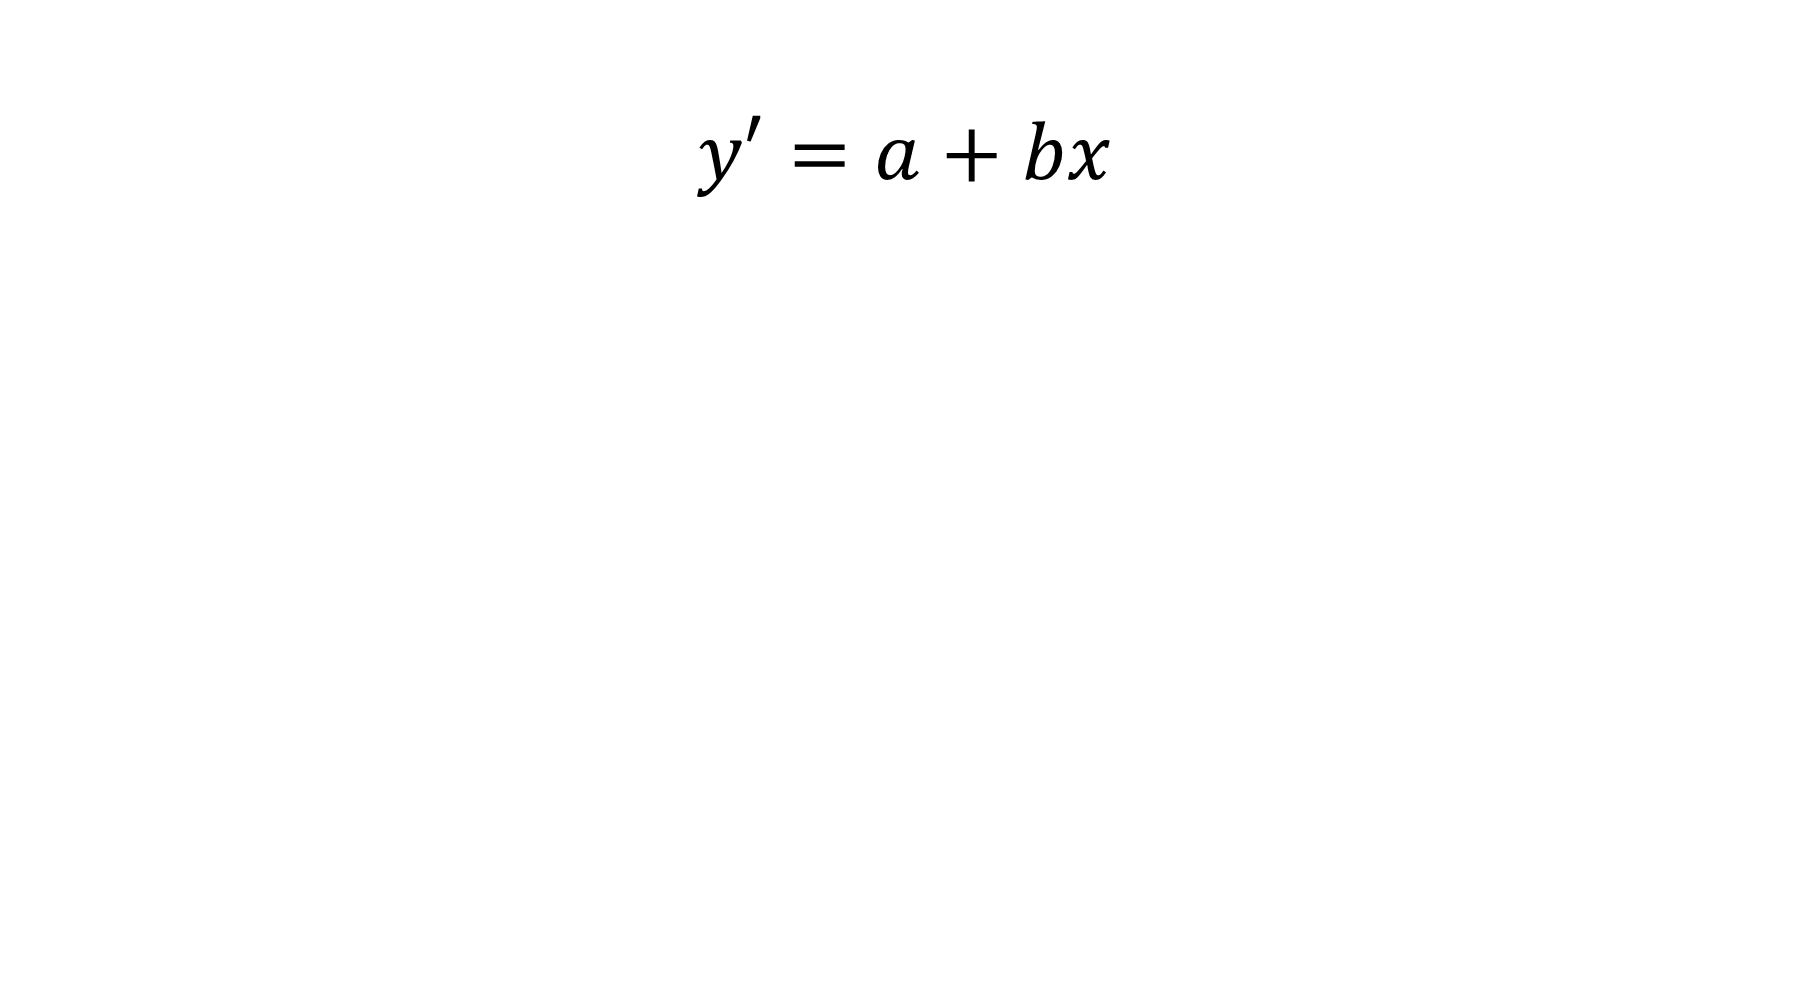 y′ = a + bx